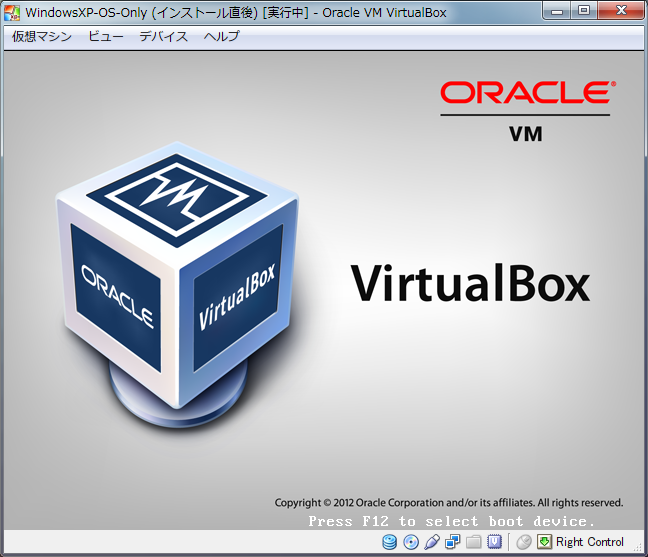 WindowsXP-OS-Only (インストール直後) [実行中] - Oracle VM VirtualBox
仮想マシン ビュー デバイス ヘルプ
ORACLE®
VM
ORACLE
VirtualBox
VirtualBox
Copyright © 2012 Oracle Corporation and/or its affiliates. All rights reserved.
Press F12 to select boot device.
Right Control